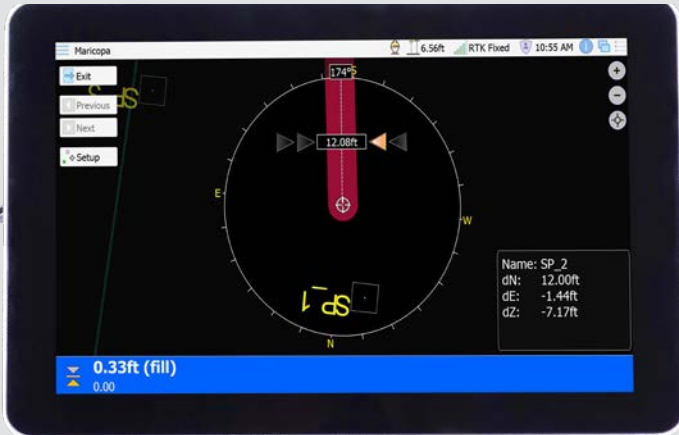 Maricopa
6.56ft
RTK Fixed
10:55 AM
Exit
Previous
Next
Setup
SP_3
174°
S
12.08ft
E
W
SP_1
N
Name: SP_2
dN: 12.00ft
dE: -1.44ft
dZ: -7.17ft
0.33ft (fill)
0.00